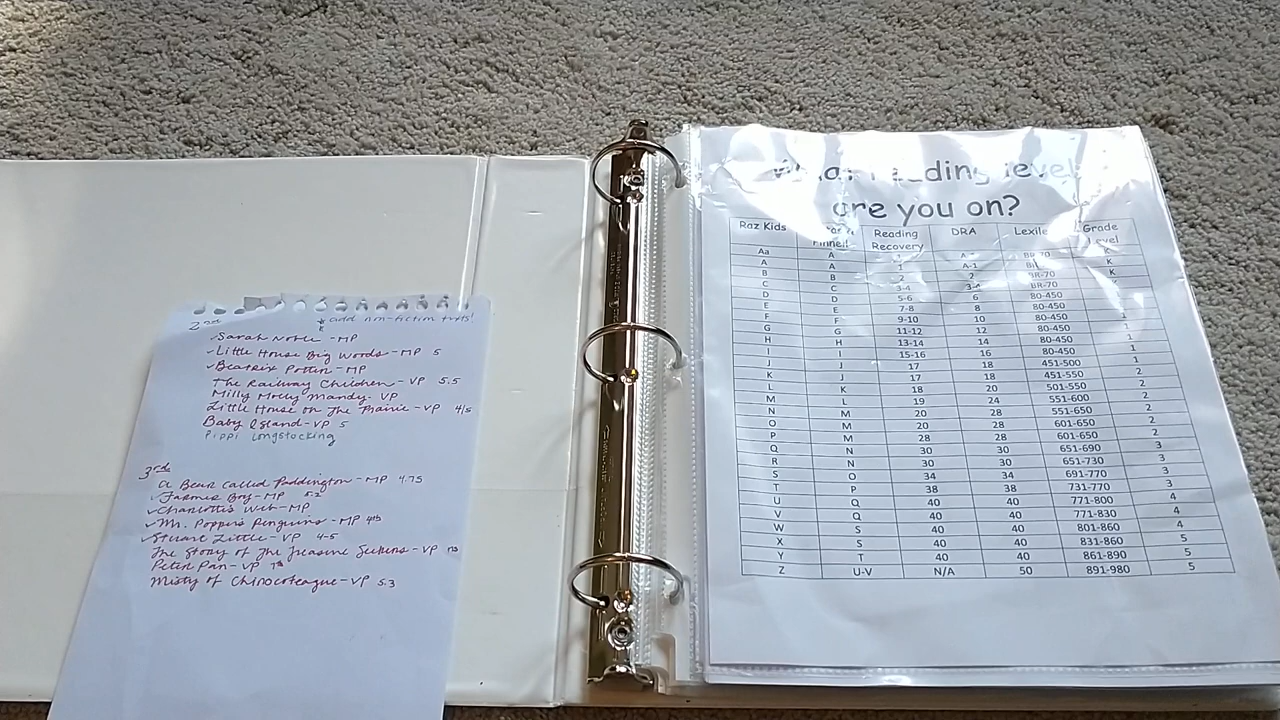 2nd * add non-fiction texts!
Sarah Noble - MP
✓ Little House Big Woods - MP 5
✓ Beatrix Potter - MP
The Railway Children - VP 5.5
Milly Molly Mandy - VP
Little House on The Prairie - VP 4/5
Baby Island - VP 5
Pippi Longstocking
3rd
A Bear Called Paddington - MP 4.75
✓ Farmer Boy - MP 5.2
✓ Charlotte's Web - MP
✓ Mr. Popper's Penguins - MP 4th
✓ Stuart Little - VP 4-5
The Story of The Treasure Seekers - VP
Peter Pan - VP
Misty of Chincoteague - VP 5.3
reading level
are you on?
Raz Kids Reading Recovery DRA Lexile Grade Level
Aa A
A A 1 A-1 K
B B 2 2 BR-70 K
C C 3-4 3-4 BR-70
D D 5-6 6 80-450
E E 7-8 8 80-450
F F 9-10 10 80-450 1
G G 11-12 12 80-450 1
H H 13-14 14 80-450 1
I I 15-16 16 80-450 1
J J 17 18 451-500 1
K J 17 18 451-550 2
L K 18 20 501-550 2
M L 19 24 551-600 2
N M 20 28 551-650 2
O M 20 28 601-650 2
P M 28 28 601-650 2
Q N 30 30 651-690 3
R N 30 30 651-730 3
S O 34 34 691-770 3
T P 38 38 731-770 3
U Q 40 40 771-800 4
V Q 40 40 771-830 4
W S 40 40 801-860 4
X S 40 40 831-860 5
Y T 40 40 861-890 5
Z U-V N/A 50 891-980 5